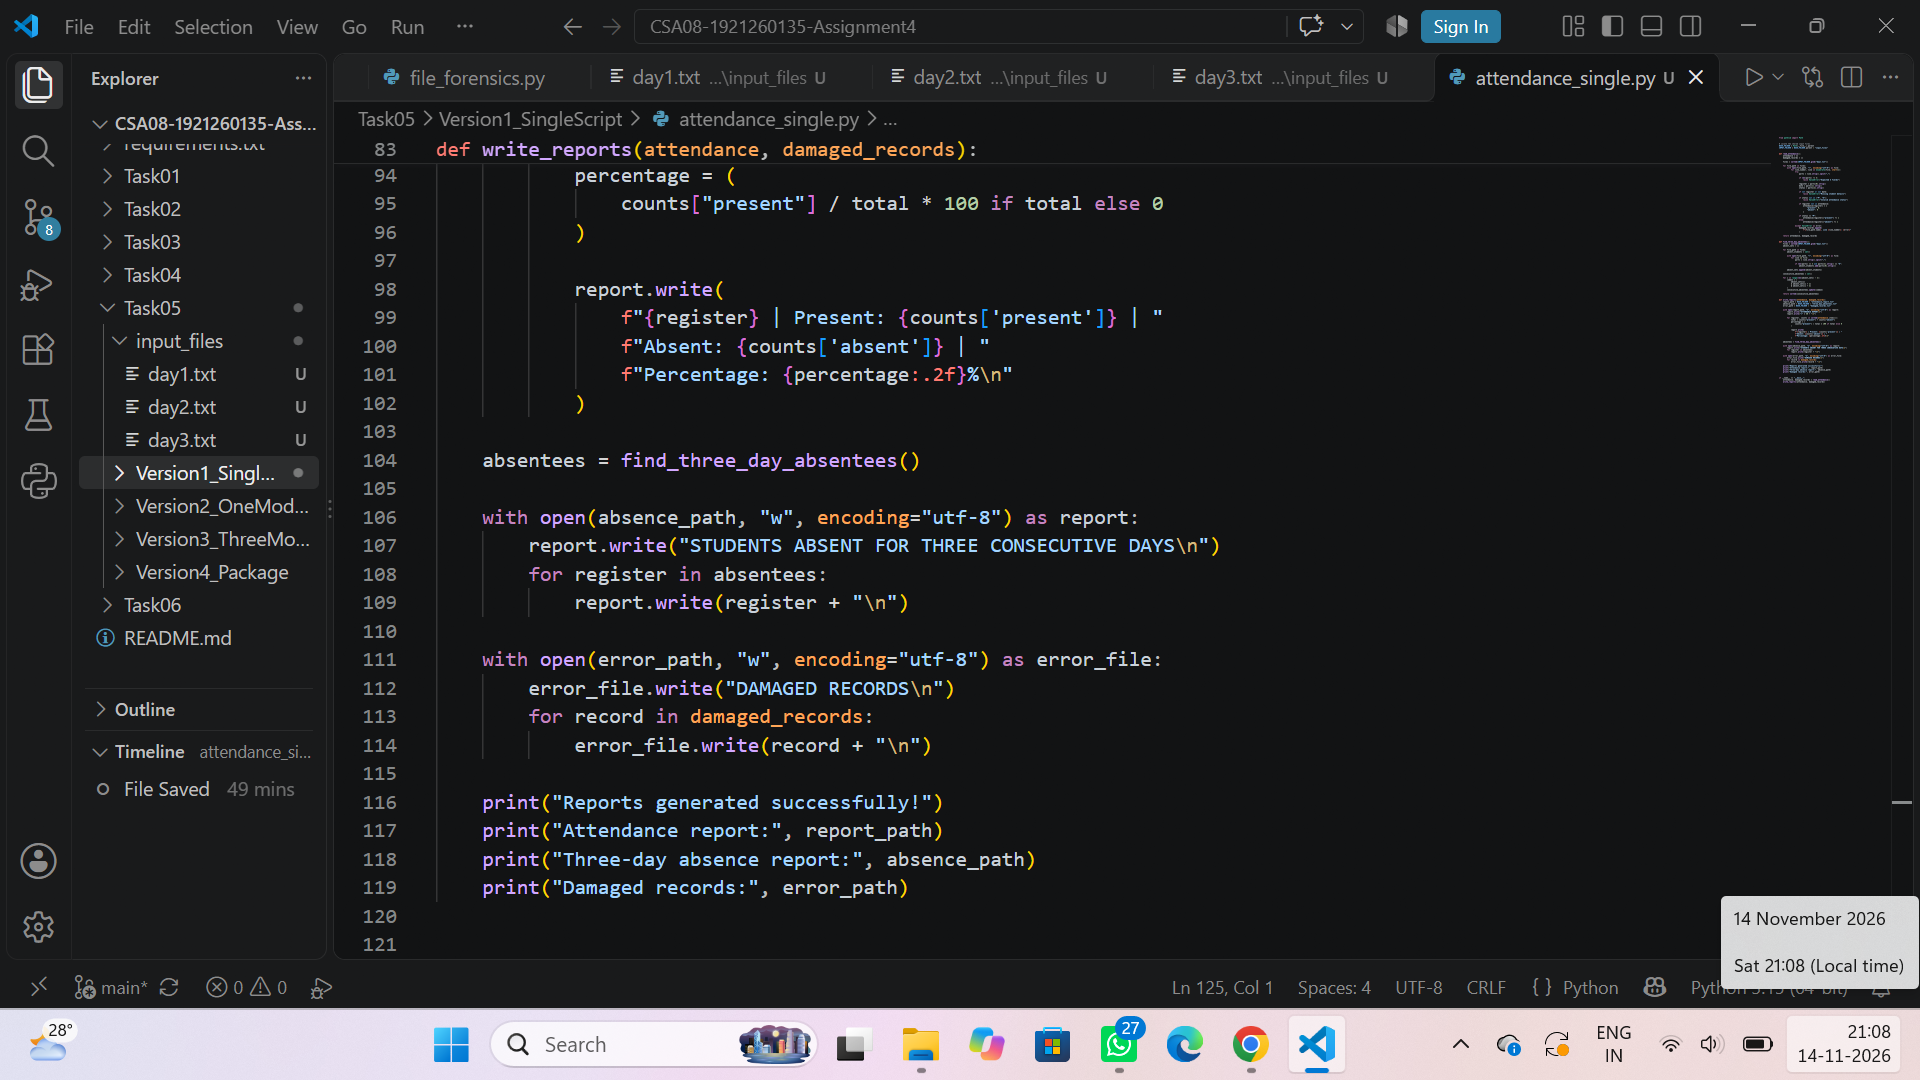 File Edit Selection View Go Run ···
CSA08-1921260135-Assignment4
Sign In
Explorer
file_forensics.py
day1.txt ...\input_files U
day2.txt ...\input_files U
day3.txt ...\input_files U
attendance_single.py U
CSA08-1921260135-Ass...
requirements.txt
Task01
Task02
Task03
Task04
Task05
input_files
day1.txt U
day2.txt U
day3.txt U
Version1_Singl...
Version2_OneMod...
Version3_ThreeMo...
Version4_Package
Task06
README.md
Outline
Timeline attendance_si...
File Saved 49 mins
8
Task05 > Version1_SingleScript > attendance_single.py > ...
83 def write_reports(attendance, damaged_records):
94 percentage = (
95 counts["present"] / total * 100 if total else 0
96 )
97
98 report.write(
99 f"{register} | Present: {counts['present']} | "
100 f"Absent: {counts['absent']} | "
101 f"Percentage: {percentage:.2f}%\n"
102 )
103
104 absentees = find_three_day_absentees()
105
106 with open(absence_path, "w", encoding="utf-8") as report:
107 report.write("STUDENTS ABSENT FOR THREE CONSECUTIVE DAYS\n")
108 for register in absentees:
109 report.write(register + "\n")
110
111 with open(error_path, "w", encoding="utf-8") as error_file:
112 error_file.write("DAMAGED RECORDS\n")
113 for record in damaged_records:
114 error_file.write(record + "\n")
115
116 print("Reports generated successfully!")
117 print("Attendance report:", report_path)
118 print("Three-day absence report:", absence_path)
119 print("Damaged records:", error_path)
120
121
14 November 2026
Sat 21:08 (Local time)
main* 0 0
Ln 125, Col 1 Spaces: 4 UTF-8 CRLF { } Python
28°
Search
27
ENG
IN
21:08
14-11-2026